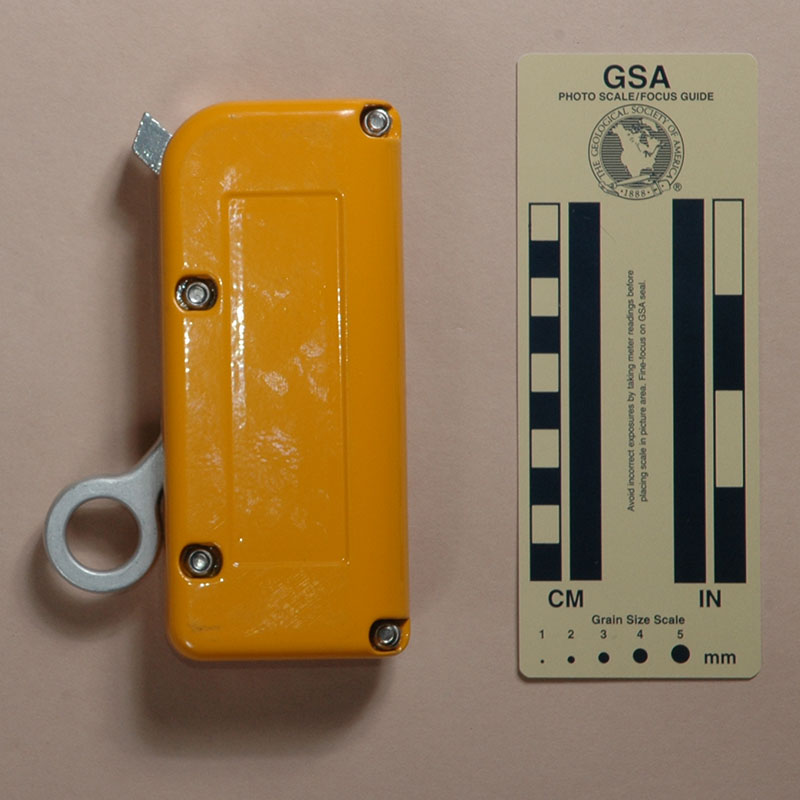 GSA
PHOTO SCALE/FOCUS GUIDE
THE GEOLOGICAL SOCIETY OF AMERICA
1888
®
Avoid incorrect exposures by taking meter readings before
placing scale in picture area. Fine-focus on GSA seal.
CM IN
Grain Size Scale
1 2 3 4 5
mm